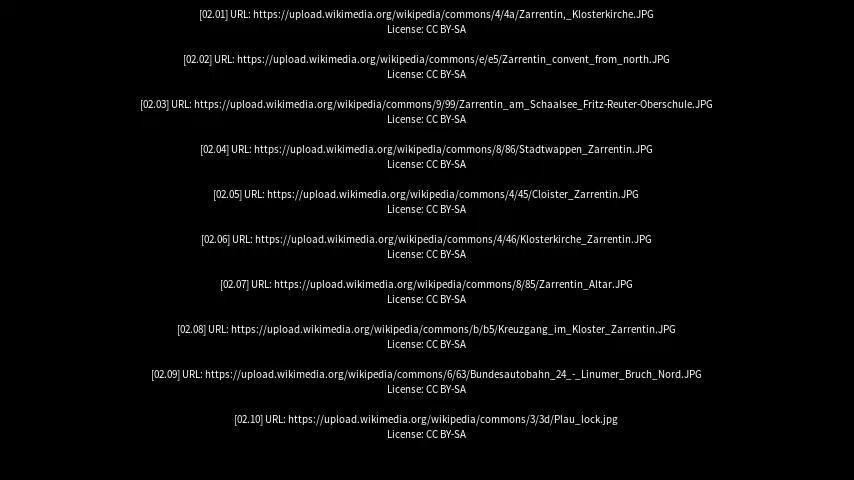 [02.01] URL: https://upload.wikimedia.org/wikipedia/commons/4/4a/Zarrentin,_Klosterkirche.JPG
License: CC BY-SA
[02.02] URL: https://upload.wikimedia.org/wikipedia/commons/e/e5/Zarrentin_convent_from_north.JPG
License: CC BY-SA
[02.03] URL: https://upload.wikimedia.org/wikipedia/commons/9/99/Zarrentin_am_Schaalsee_Fritz-Reuter-Oberschule.JPG
License: CC BY-SA
[02.04] URL: https://upload.wikimedia.org/wikipedia/commons/8/86/Stadtwappen_Zarrentin.JPG
License: CC BY-SA
[02.05] URL: https://upload.wikimedia.org/wikipedia/commons/4/45/Cloister_Zarrentin.JPG
License: CC BY-SA
[02.06] URL: https://upload.wikimedia.org/wikipedia/commons/4/46/Klosterkirche_Zarrentin.JPG
License: CC BY-SA
[02.07] URL: https://upload.wikimedia.org/wikipedia/commons/8/85/Zarrentin_Altar.JPG
License: CC BY-SA
[02.08] URL: https://upload.wikimedia.org/wikipedia/commons/b/b5/Kreuzgang_im_Kloster_Zarrentin.JPG
License: CC BY-SA
[02.09] URL: https://upload.wikimedia.org/wikipedia/commons/6/63/Bundesautobahn_24_-_Linumer_Bruch_Nord.JPG
License: CC BY-SA
[02.10] URL: https://upload.wikimedia.org/wikipedia/commons/3/3d/Plau_lock.jpg
License: CC BY-SA